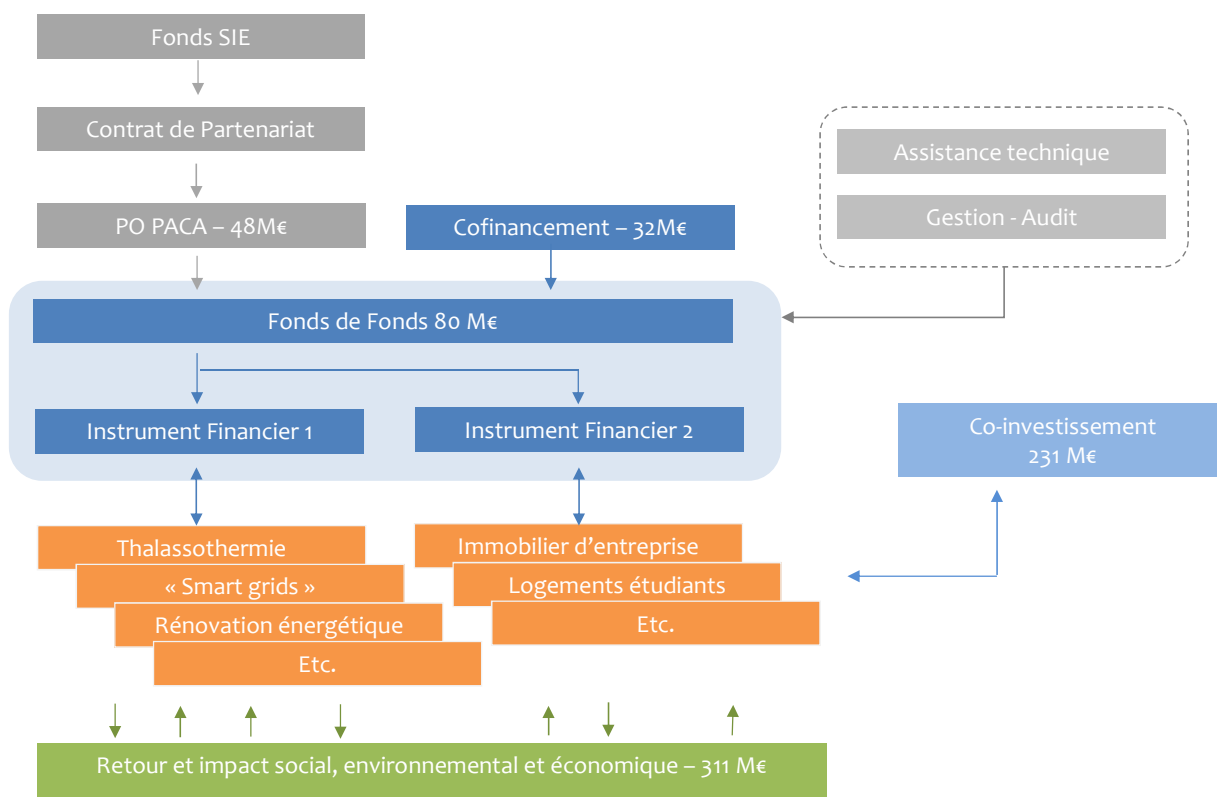 Fonds SIE
Contrat de Partenariat
Assistance technique
Gestion - Audit
PO PACA – 48M€
Cofinancement – 32M€
Fonds de Fonds 80 M€
Instrument Financier 1
Instrument Financier 2
Co-investissement
231 M€
Thalassothermie
« Smart grids »
Rénovation énergétique
Etc.
Immobilier d'entreprise
Logements étudiants
Etc.
Retour et impact social, environnemental et économique – 311 M€